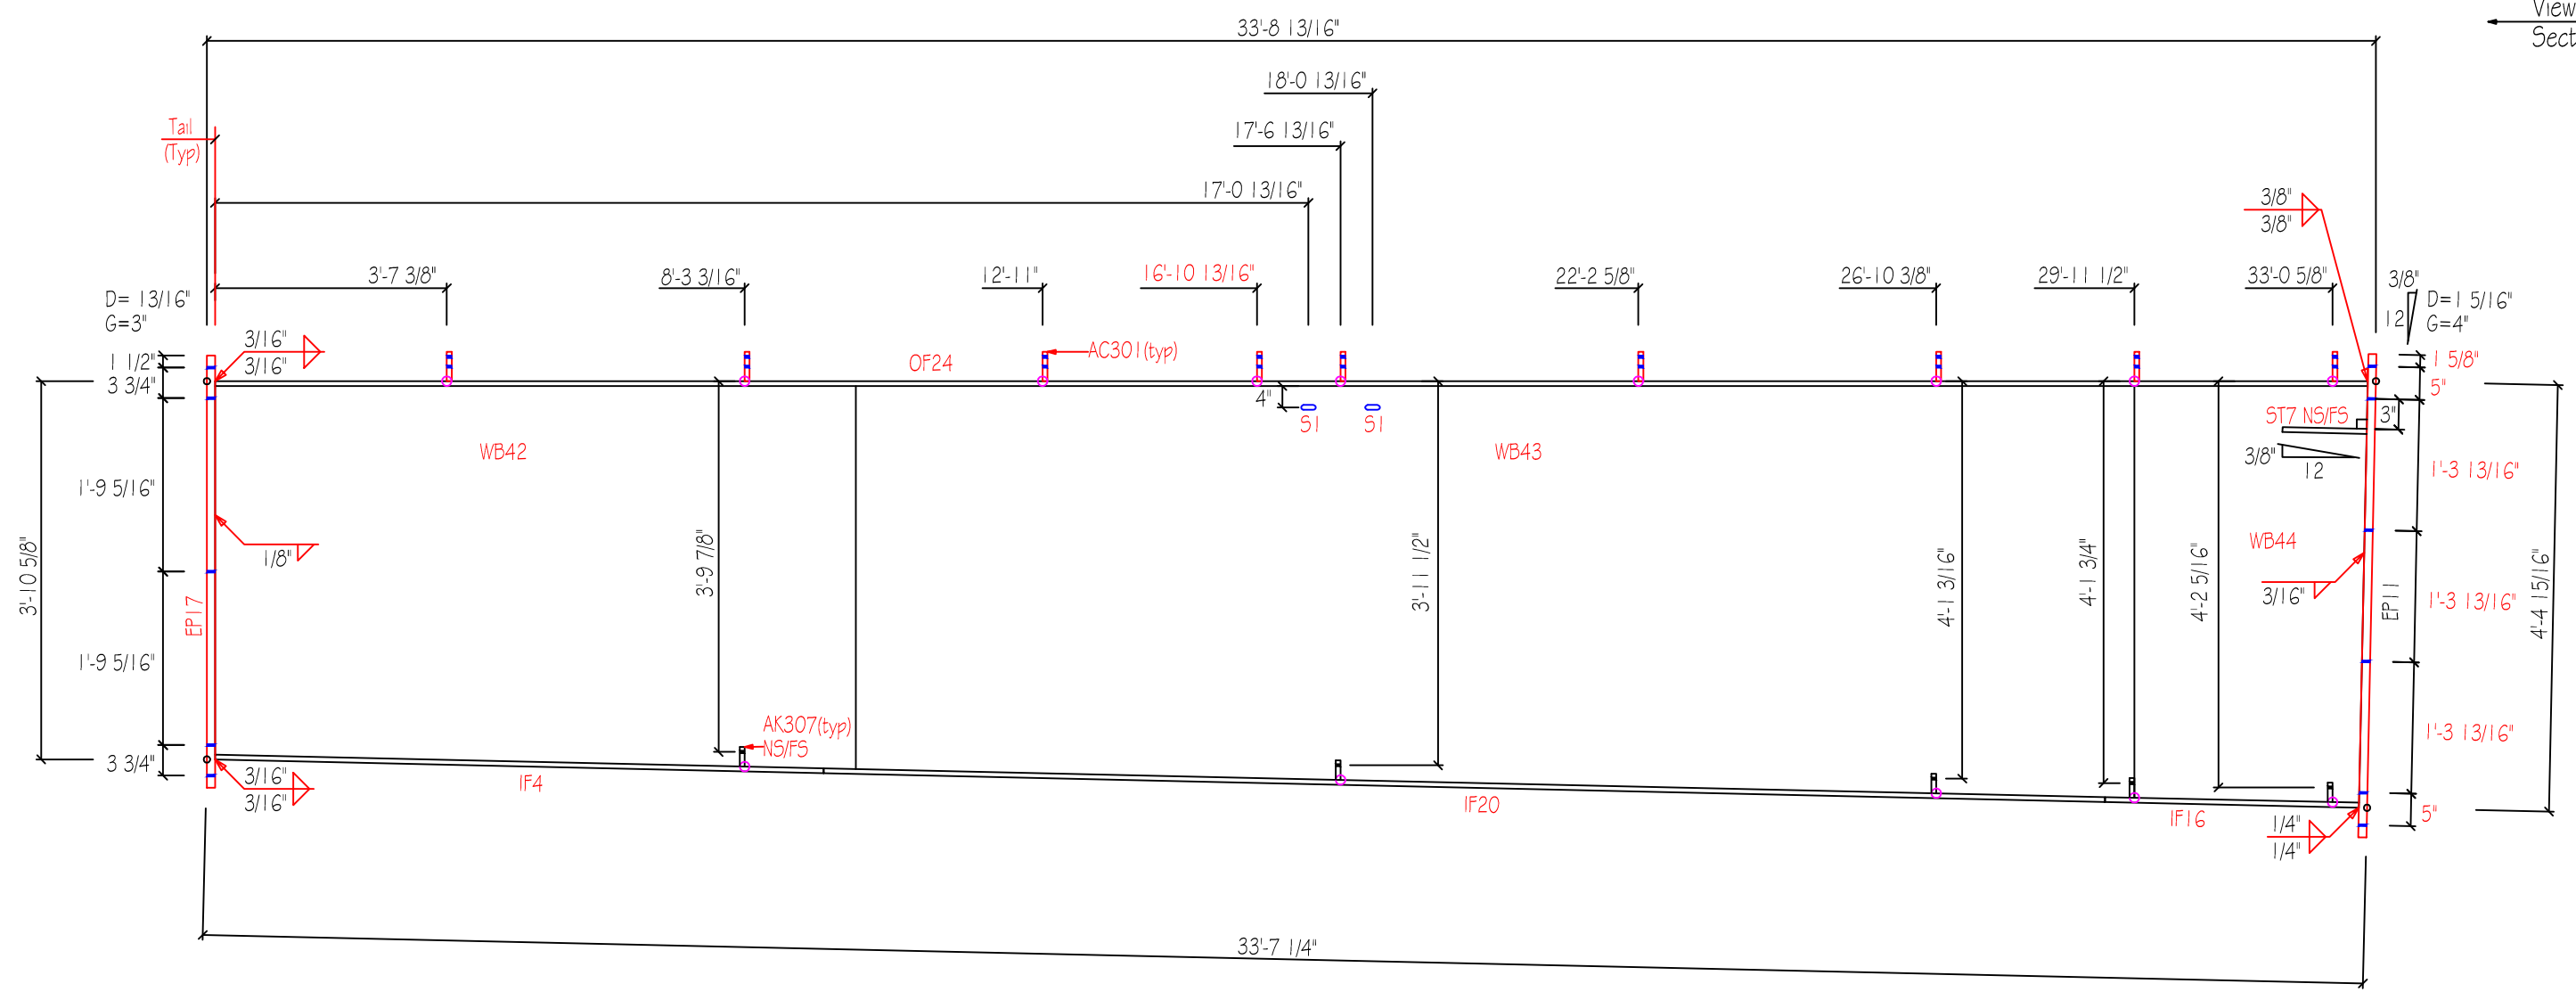 View
Sect
33'-8 13/16"
18'-0 13/16"
17'-6 13/16"
17'-0 13/16"
Tail
(Typ)
3'-7 3/8"
8'-3 3/16"
12'-11"
16'-10 13/16"
22'-2 5/8"
26'-10 3/8"
29'-11 1/2"
33'-0 5/8"
3/8"
3/8"
3/8"
12
D=1 5/16"
G=4"
D= 13/16"
G=3"
3/16"
3/16"
1 1/2"
3 3/4"
OF24
AC301(typ)
1 5/8"
5"
4"
S1
S1
ST7 NS/FS
3"
3/8"
12
WB42
WB43
1'-9 5/16"
1'-3 13/16"
1/8"
3'-10 5/8"
EP17
3'-9 7/8"
3'-11 1/2"
4'-1 3/16"
4'-1 3/4"
4'-2 5/16"
WB44
3/16"
EP11
1'-3 13/16"
4'-4 15/16"
1'-9 5/16"
AK307(typ)
NS/FS
1'-3 13/16"
3 3/4"
3/16"
3/16"
IF4
IF20
IF16
1/4"
1/4"
5"
33'-7 1/4"